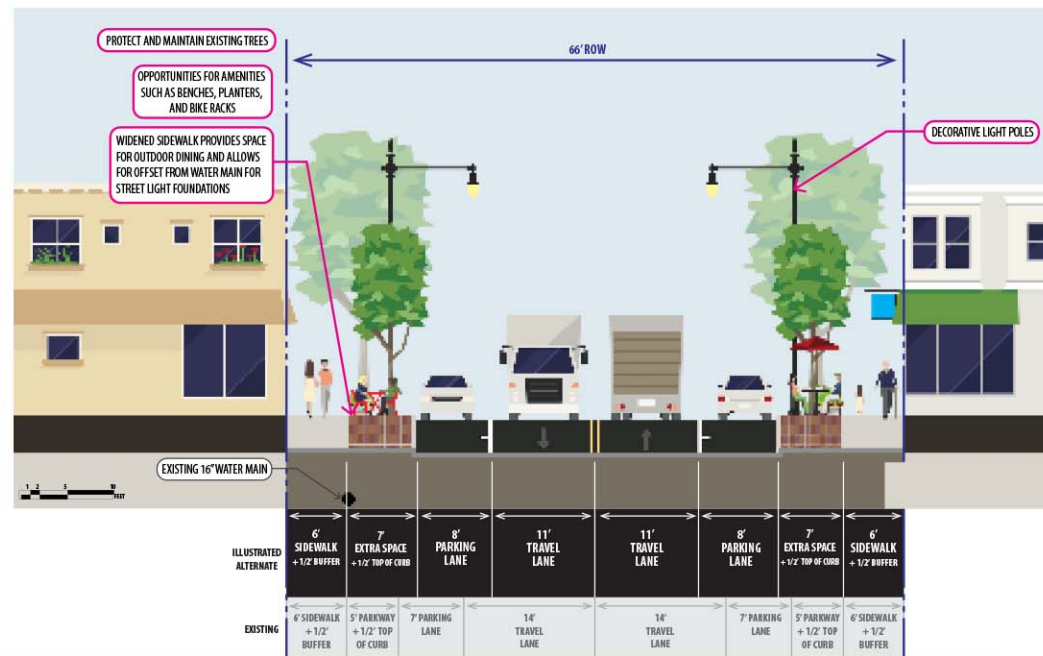 PROTECT AND MAINTAIN EXISTING TREES
66' ROW
OPPORTUNITIES FOR AMENITIES
SUCH AS BENCHES, PLANTERS,
AND BIKE RACKS
WIDENED SIDEWALK PROVIDES SPACE
FOR OUTDOOR DINING AND ALLOWS
FOR OFFSET FROM WATER MAIN FOR
STREET LIGHT FOUNDATIONS
DECORATIVE LIGHT POLES
EXISTING 16" WATER MAIN
1 2 5 10
FEET
ILLUSTRATED
ALTERNATE
6'
SIDEWALK
+ 1/2' BUFFER
7'
EXTRA SPACE
+ 1/2' TOP OF CURB
8'
PARKING
LANE
11'
TRAVEL
LANE
11'
TRAVEL
LANE
8'
PARKING
LANE
7'
EXTRA SPACE
+ 1/2' TOP OF CURB
6'
SIDEWALK
+ 1/2' BUFFER
EXISTING
6' SIDEWALK
+ 1/2'
BUFFER
5' PARKWAY
+ 1/2' TOP
OF CURB
7' PARKING
LANE
14'
TRAVEL
LANE
14'
TRAVEL
LANE
7' PARKING
LANE
5' PARKWAY
+ 1/2' TOP
OF CURB
6' SIDEWALK
+ 1/2'
BUFFER